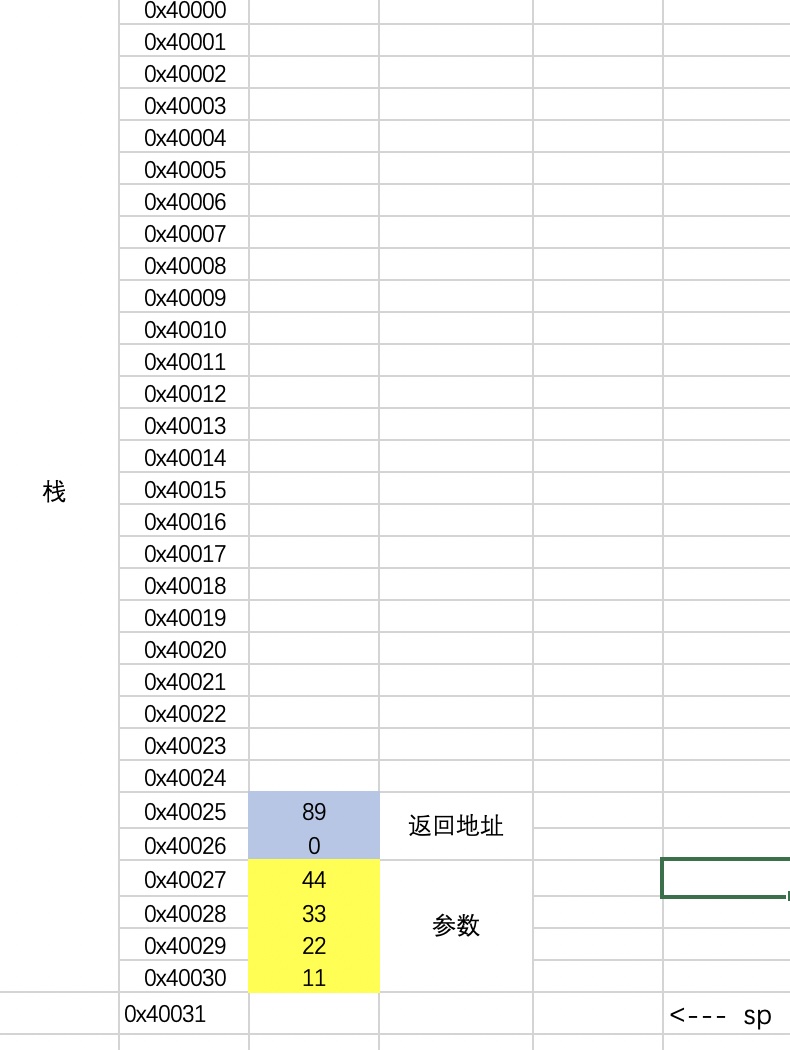 0x40000
0x40001
0x40002
0x40003
0x40004
0x40005
0x40006
0x40007
0x40008
0x40009
0x40010
0x40011
0x40012
0x40013
0x40014
栈 0x40015
0x40016
0x40017
0x40018
0x40019
0x40020
0x40021
0x40022
0x40023
0x40024
0x40025 89
返回地址
0x40026 0
0x40027 44
0x40028 33
参数
0x40029 22
0x40030 11
0x40031 <--- sp